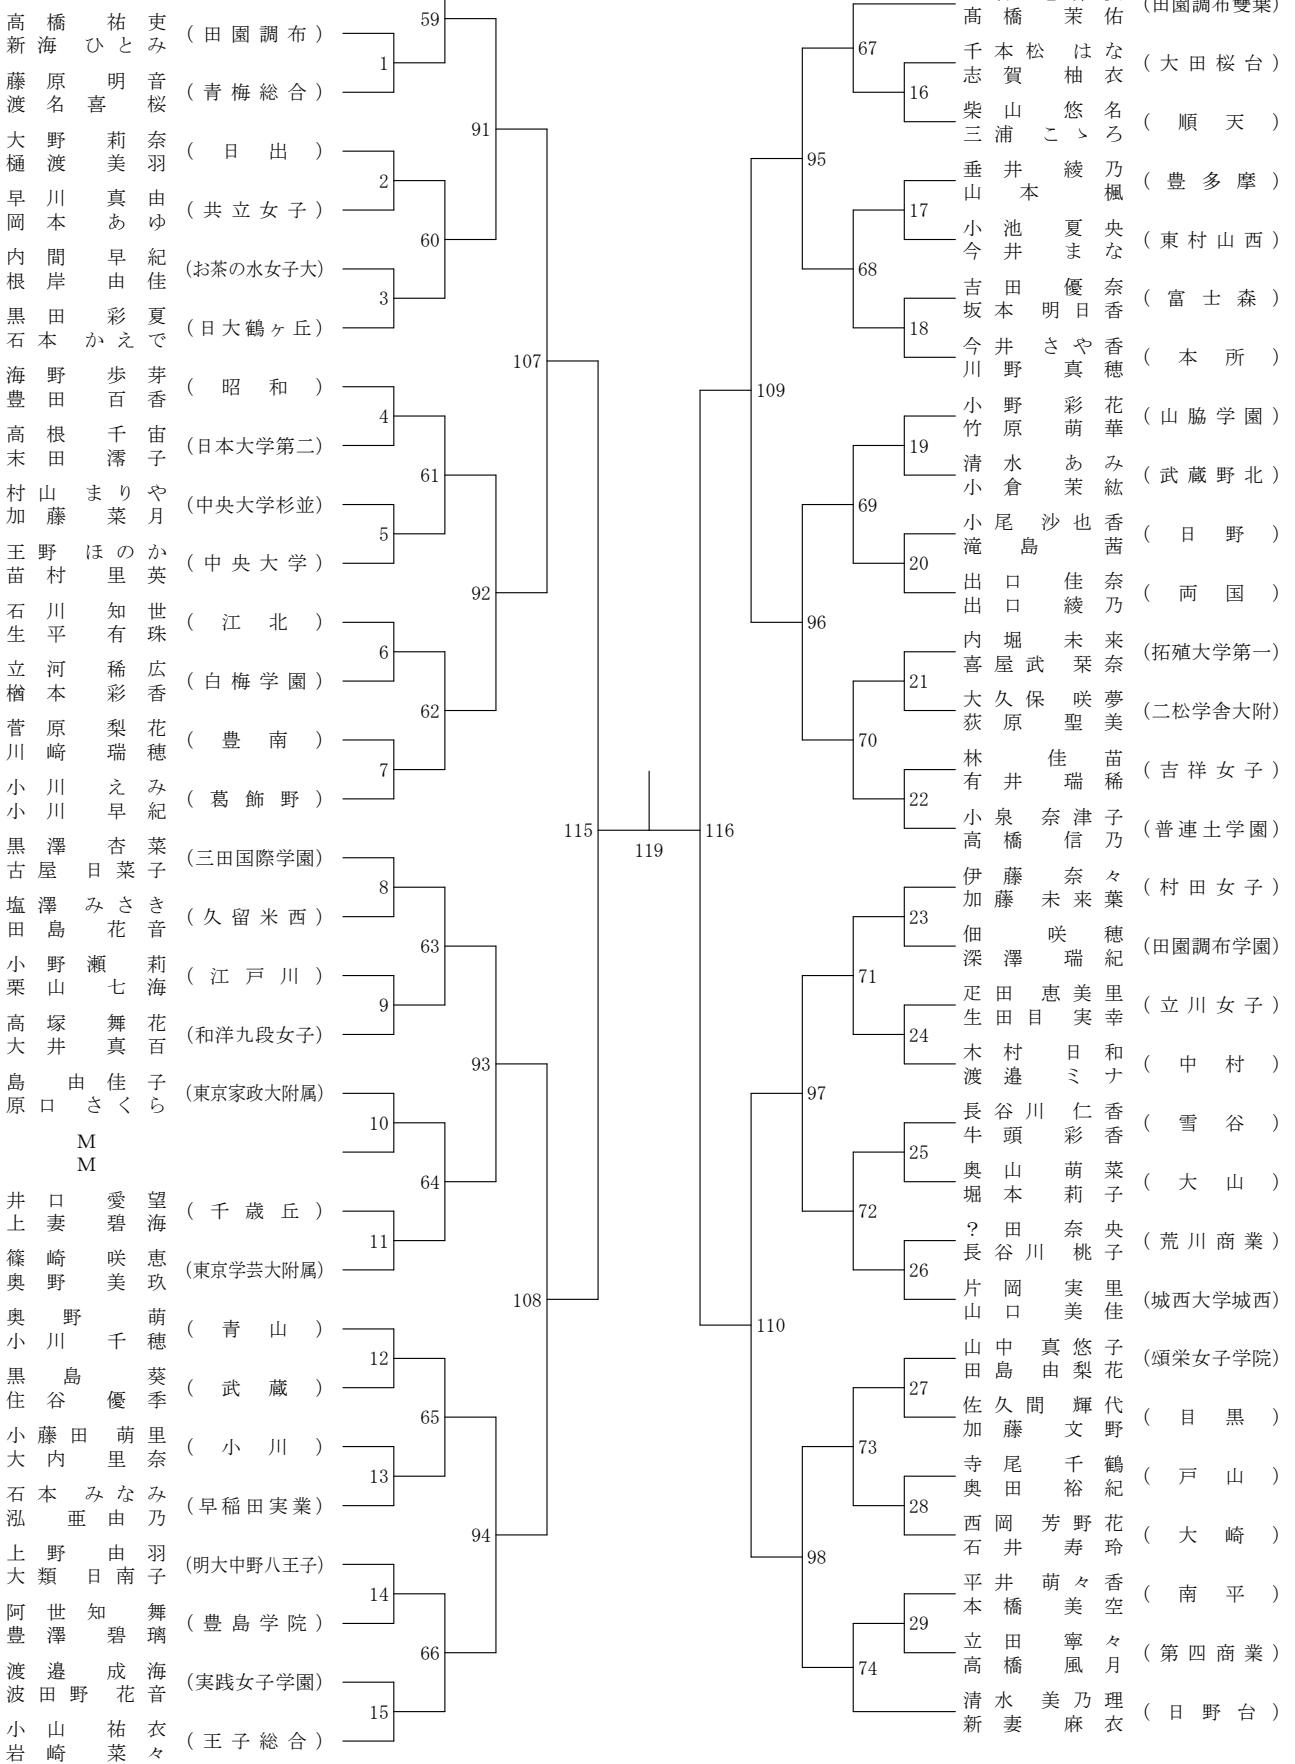 高橋 祐吏
新海 ひとみ
(田園調布)
藤原 明音
渡名喜 桜
(青梅総合)
大野 莉奈
樋渡 美羽
(日出)
早川 真由
岡本 あゆ
(共立女子)
内間 早紀
根岸 由佳
(お茶の水女子大)
黒田 彩夏
石本 かえで
(日大鶴ヶ丘)
海野 歩芽
豊田 百香
(昭和)
高根 千宙
末田 澪子
(日本大学第二)
村山 まりや
加藤 菜月
(中央大学杉並)
王野 ほのか
苗村 里英
(中央大学)
石川 知世
生平 有珠
(江北)
立河 稀広
楢本 彩香
(白梅学園)
菅原 梨花
川﨑 瑞穂
(豊南)
小川 えみ
小川 早紀
(葛飾野)
黒澤 杏菜
古屋 日菜子
(三田国際学園)
塩澤 みさき
田島 花音
(久留米西)
小野瀬 莉
栗山 七海
(江戸川)
高塚 舞花
大井 真百
(和洋九段女子)
島 由佳子
原口 さくら
(東京家政大附属)
M
M
井口 愛望
上妻 碧海
(千歳丘)
篠崎 咲恵
奥野 美玖
(東京学芸大附属)
奥野 萌
小川 千穂
(青山)
黒島 葵
住谷 優季
(武蔵)
小藤田 萌里
大内 里奈
(小川)
石本 みなみ
泓 亜由乃
(早稲田実業)
上野 由羽
大類 日南子
(明大中野八王子)
阿世知 舞
豊澤 碧璃
(豊島学院)
渡邉 成海
波田野 花音
(実践女子学園)
小山 祐衣
岩崎 菜々
(王子総合)
1
2
3
4
5
6
7
8
9
10
11
12
13
14
15
59
60
61
62
63
64
65
66
91
92
93
94
107
108
115
119
116
109
110
95
96
97
98
67
68
69
70
71
72
73
74
16
17
18
19
20
21
22
23
24
25
26
27
28
29
髙橋 茉佑
(田園調布雙葉)
千本松 はな
志賀 柚衣
(大田桜台)
柴山 悠名
三浦 こゝろ
(順天)
垂井 綾乃
山本 楓
(豊多摩)
小池 夏央
今井 まな
(東村山西)
吉田 優奈
坂本 明日香
(富士森)
今井 さや香
川野 真穂
(本所)
小野 彩花
竹原 萌華
(山脇学園)
清水 あみ
小倉 茉紘
(武蔵野北)
小尾 沙也香
滝島 茜
(日野)
出口 佳奈
出口 綾乃
(両国)
内堀 未来
喜屋武 栞奈
(拓殖大学第一)
大久保 咲夢
荻原 聖美
(二松学舎大附)
林 佳苗
有井 瑞稀
(吉祥女子)
小泉 奈津子
高橋 信乃
(普連土学園)
伊藤 奈々
加藤 未来葉
(村田女子)
佃 咲穂
深澤 瑞紀
(田園調布学園)
疋田 恵美里
生田目 実幸
(立川女子)
木村 日和
渡邉 ミナ
(中村)
長谷川 仁香
牛頭 彩香
(雪谷)
奥山 萌菜
堀本 莉子
(大山)
? 田 奈央
長谷川 桃子
(荒川商業)
片岡 実里
山口 美佳
(城西大学城西)
山中 真悠子
田島 由梨花
(頌栄女子学院)
佐久間 輝代
加藤 文野
(目黒)
寺尾 千鶴
奥田 裕紀
(戸山)
西岡 芳野花
石井 寿玲
(大崎)
平井 萌々香
本橋 美空
(南平)
立田 寧々
高橋 風月
(第四商業)
清水 美乃理
新妻 麻衣
(日野台)